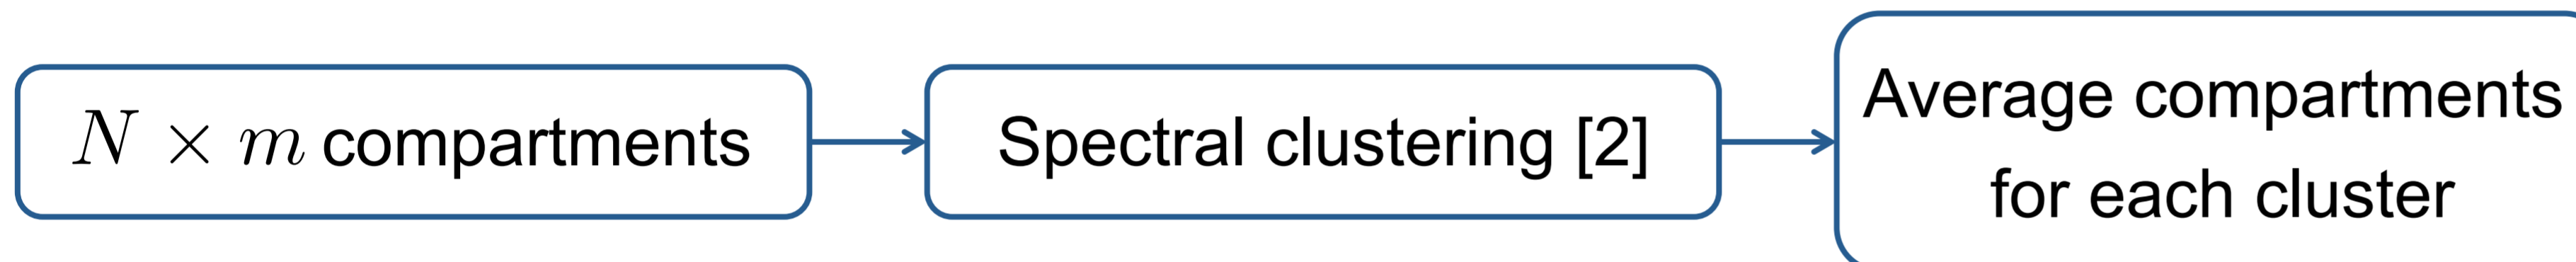 N × m compartments
Spectral clustering [2]
Average compartments
for each cluster